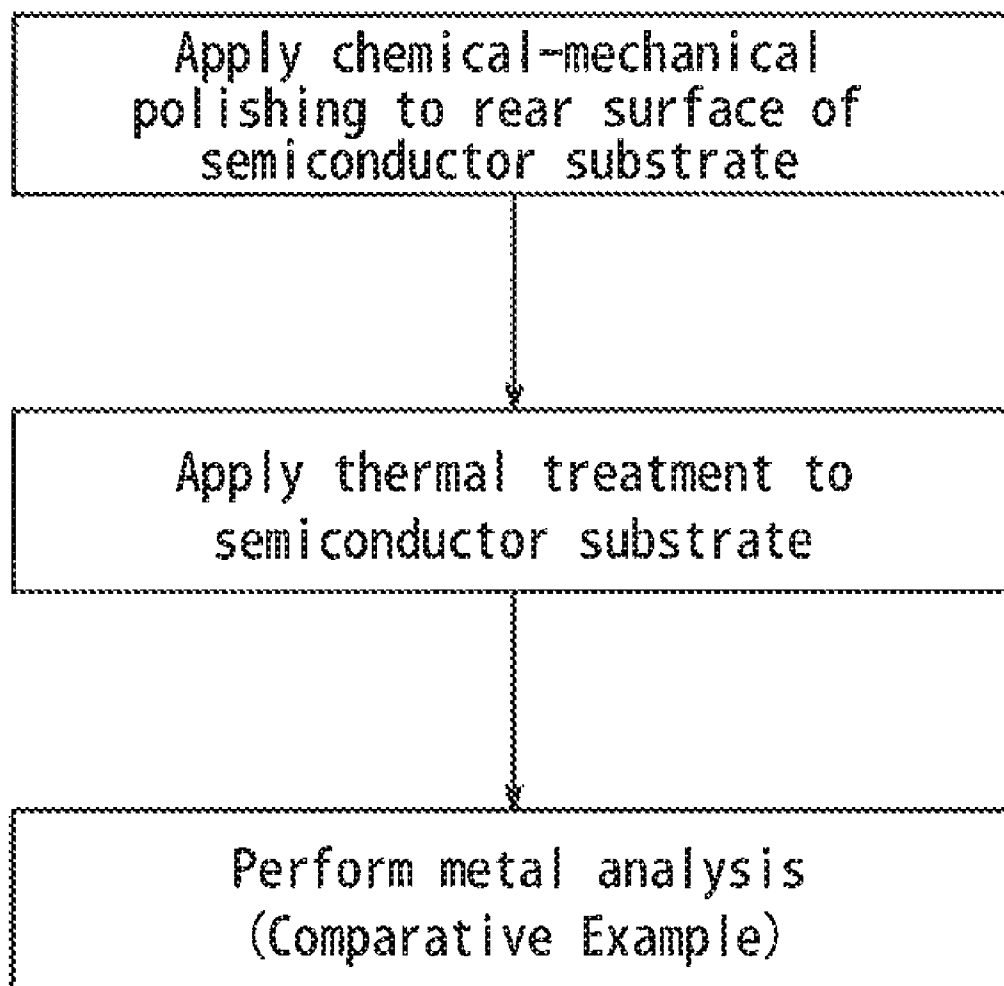 Apply chemical-mechanical
polishing to rear surface of
semiconductor substrate
Apply thermal treatment to
semiconductor substrate
Perform metal analysis
(Comparative Example)